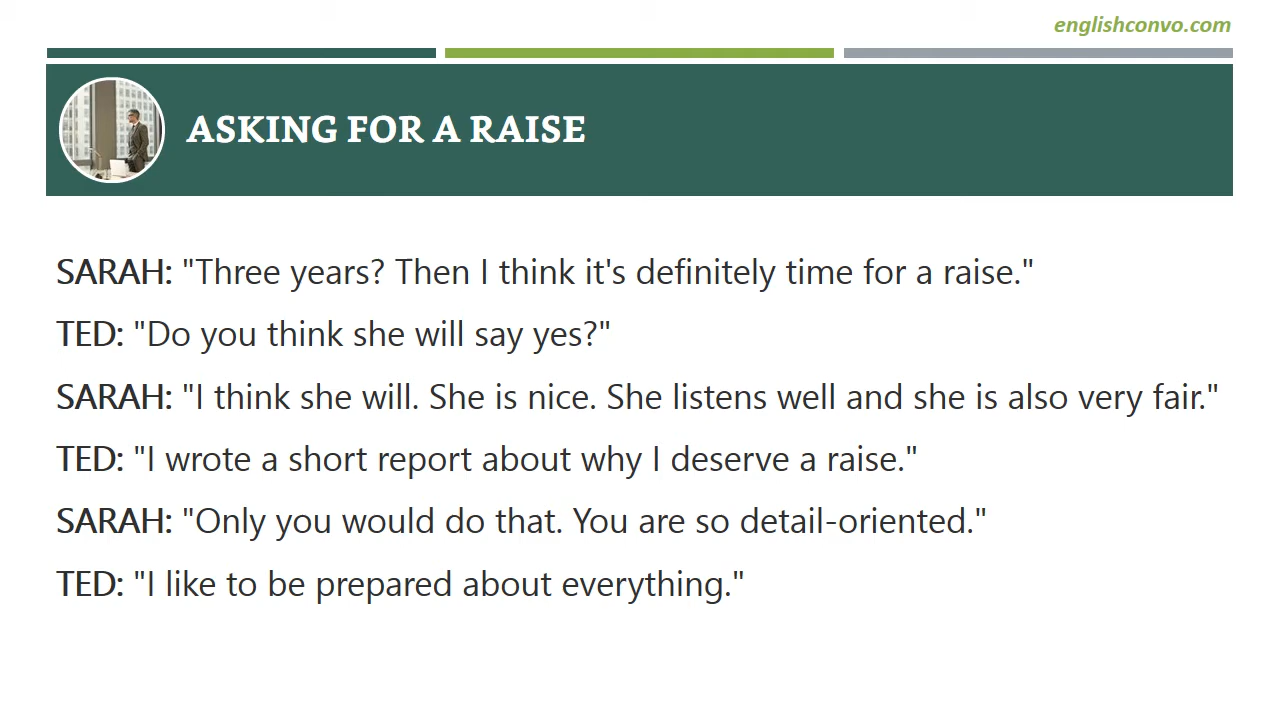 englishconvo.com
ASKING FOR A RAISE
SARAH: "Three years? Then I think it's definitely time for a raise."
TED: "Do you think she will say yes?"
SARAH: "I think she will. She is nice. She listens well and she is also very fair."
TED: "I wrote a short report about why I deserve a raise."
SARAH: "Only you would do that. You are so detail-oriented."
TED: "I like to be prepared about everything."